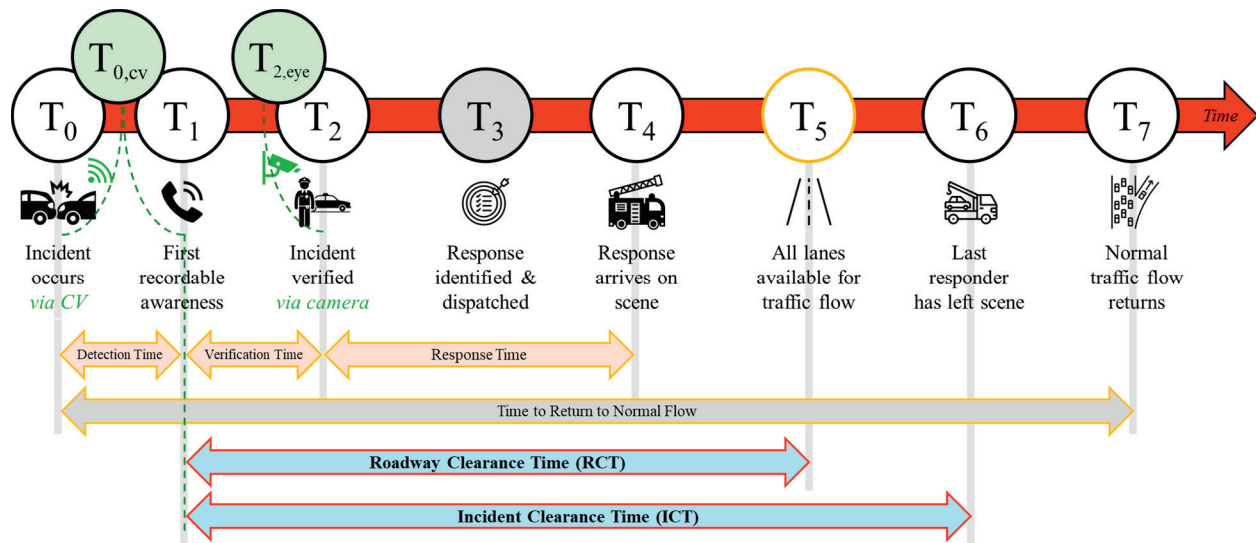 T0,cv
T2,eye
T0
T1
T2
T3
T4
T5
T6
T7
Time
Incident
occurs
via CV
First
recordable
awareness
Incident
verified
via camera
Response
identified &
dispatched
Response
arrives on
scene
All lanes
available for
traffic flow
Last
responder
has left scene
Normal
traffic flow
returns
Detection Time
Verification Time
Response Time
Time to Return to Normal Flow
Roadway Clearance Time (RCT)
Incident Clearance Time (ICT)